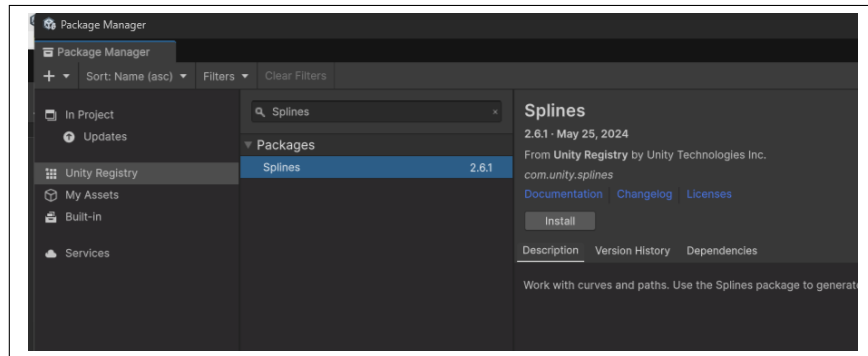 Package Manager
Package Manager
+ Sort: Name (asc) Filters Clear Filters
In Project
Updates
Unity Registry
My Assets
Built-in
Services
Splines
Packages
Splines 2.6.1
Splines
2.6.1 · May 25, 2024
From Unity Registry by Unity Technologies Inc.
com.unity.splines
Documentation Changelog Licenses
Install
Description Version History Dependencies
Work with curves and paths. Use the Splines package to generat